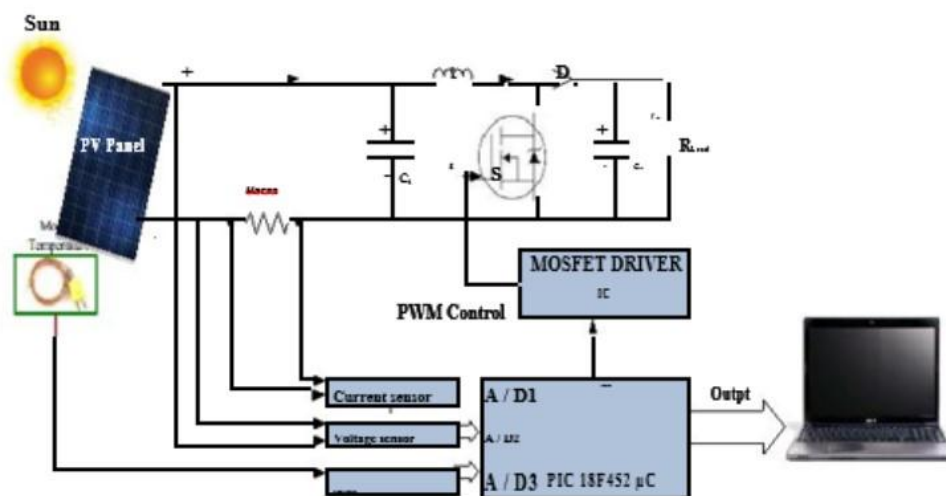 Sun
PV Panel
+
D
+
+
C
S
R
MOSFET DRIVER
IC
PWM Control
Current sensor
Voltage sensor
A / D1
A / D2
A / D3 PIC 18F452 µC
Outpt